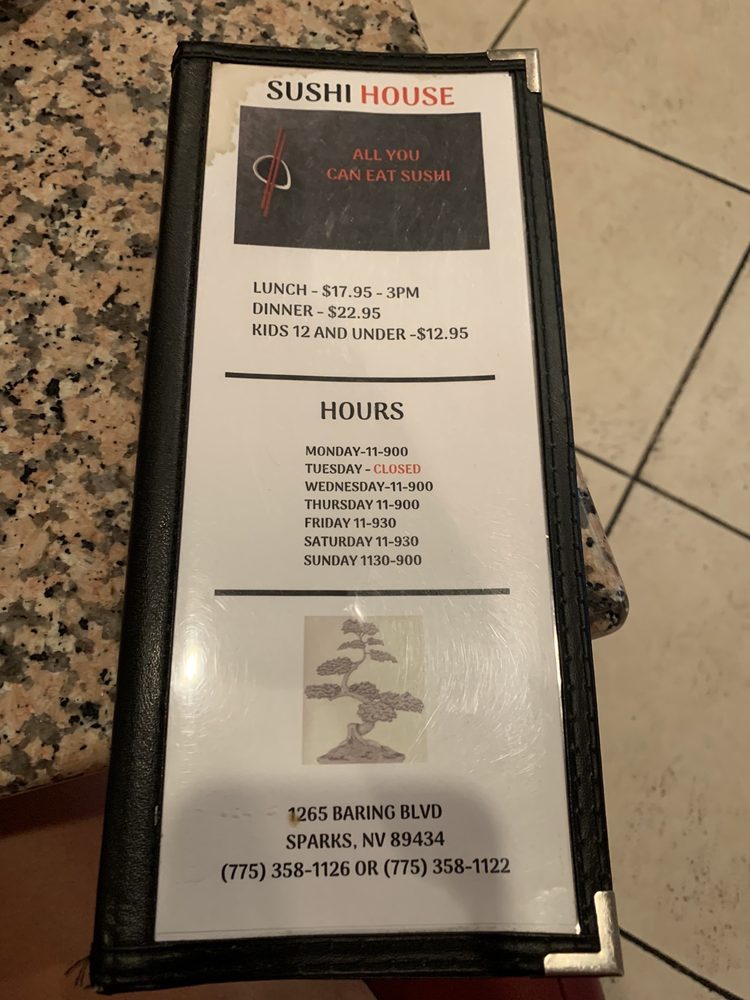 SUSHI HOUSE
ALL YOU
CAN EAT SUSHI
LUNCH - $17.95 - 3PM
DINNER - $22.95
KIDS 12 AND UNDER -$12.95
HOURS
MONDAY-11-900
TUESDAY - CLOSED
WEDNESDAY-11-900
THURSDAY 11-900
FRIDAY 11-930
SATURDAY 11-930
SUNDAY 1130-900
1265 BARING BLVD
SPARKS, NV 89434
(775) 358-1126 OR (775) 358-1122